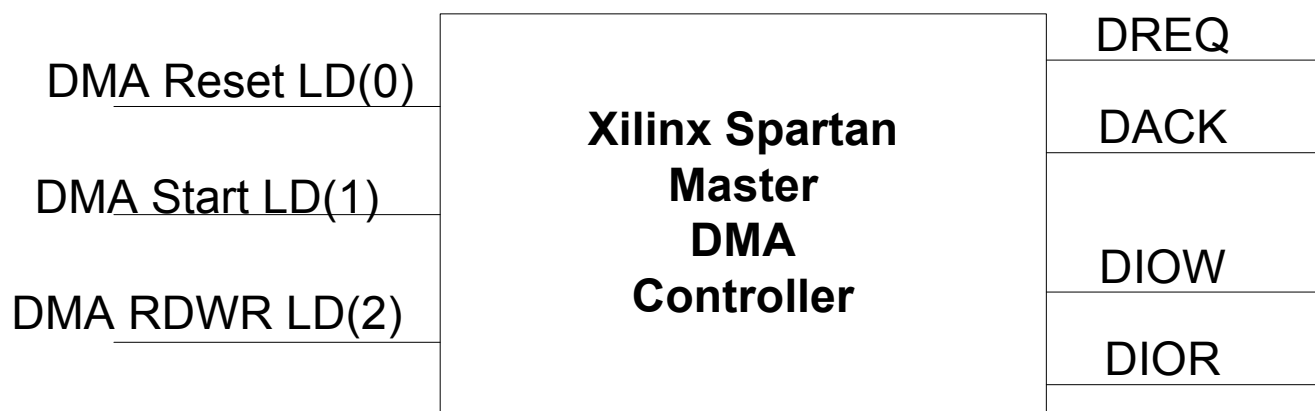 DMA Reset LD(0)
DMA Start LD(1)
DMA RDWR LD(2)
Xilinx Spartan
Master
DMA
Controller
DREQ
DACK
DIOW
DIOR